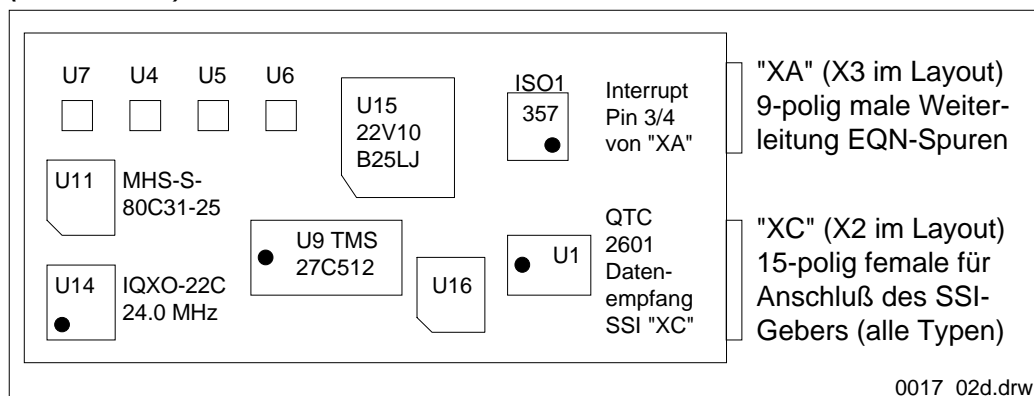 U7 U4 U5 U6
U15
22V10
B25LJ
ISO1
357
Interrupt
Pin 3/4
von "XA"
"XA" (X3 im Layout)
9-polig male Weiter-
leitung EQN-Spuren
U11
MHS-S-
80C31-25
U9 TMS
27C512
U14
IQXO-22C
24.0 MHz
U16
U1
QTC
2601
Daten-
empfang
SSI "XC"
"XC" (X2 im Layout)
15-polig female für
Anschluß des SSI-
Gebers (alle Typen)
0017_02d.drw